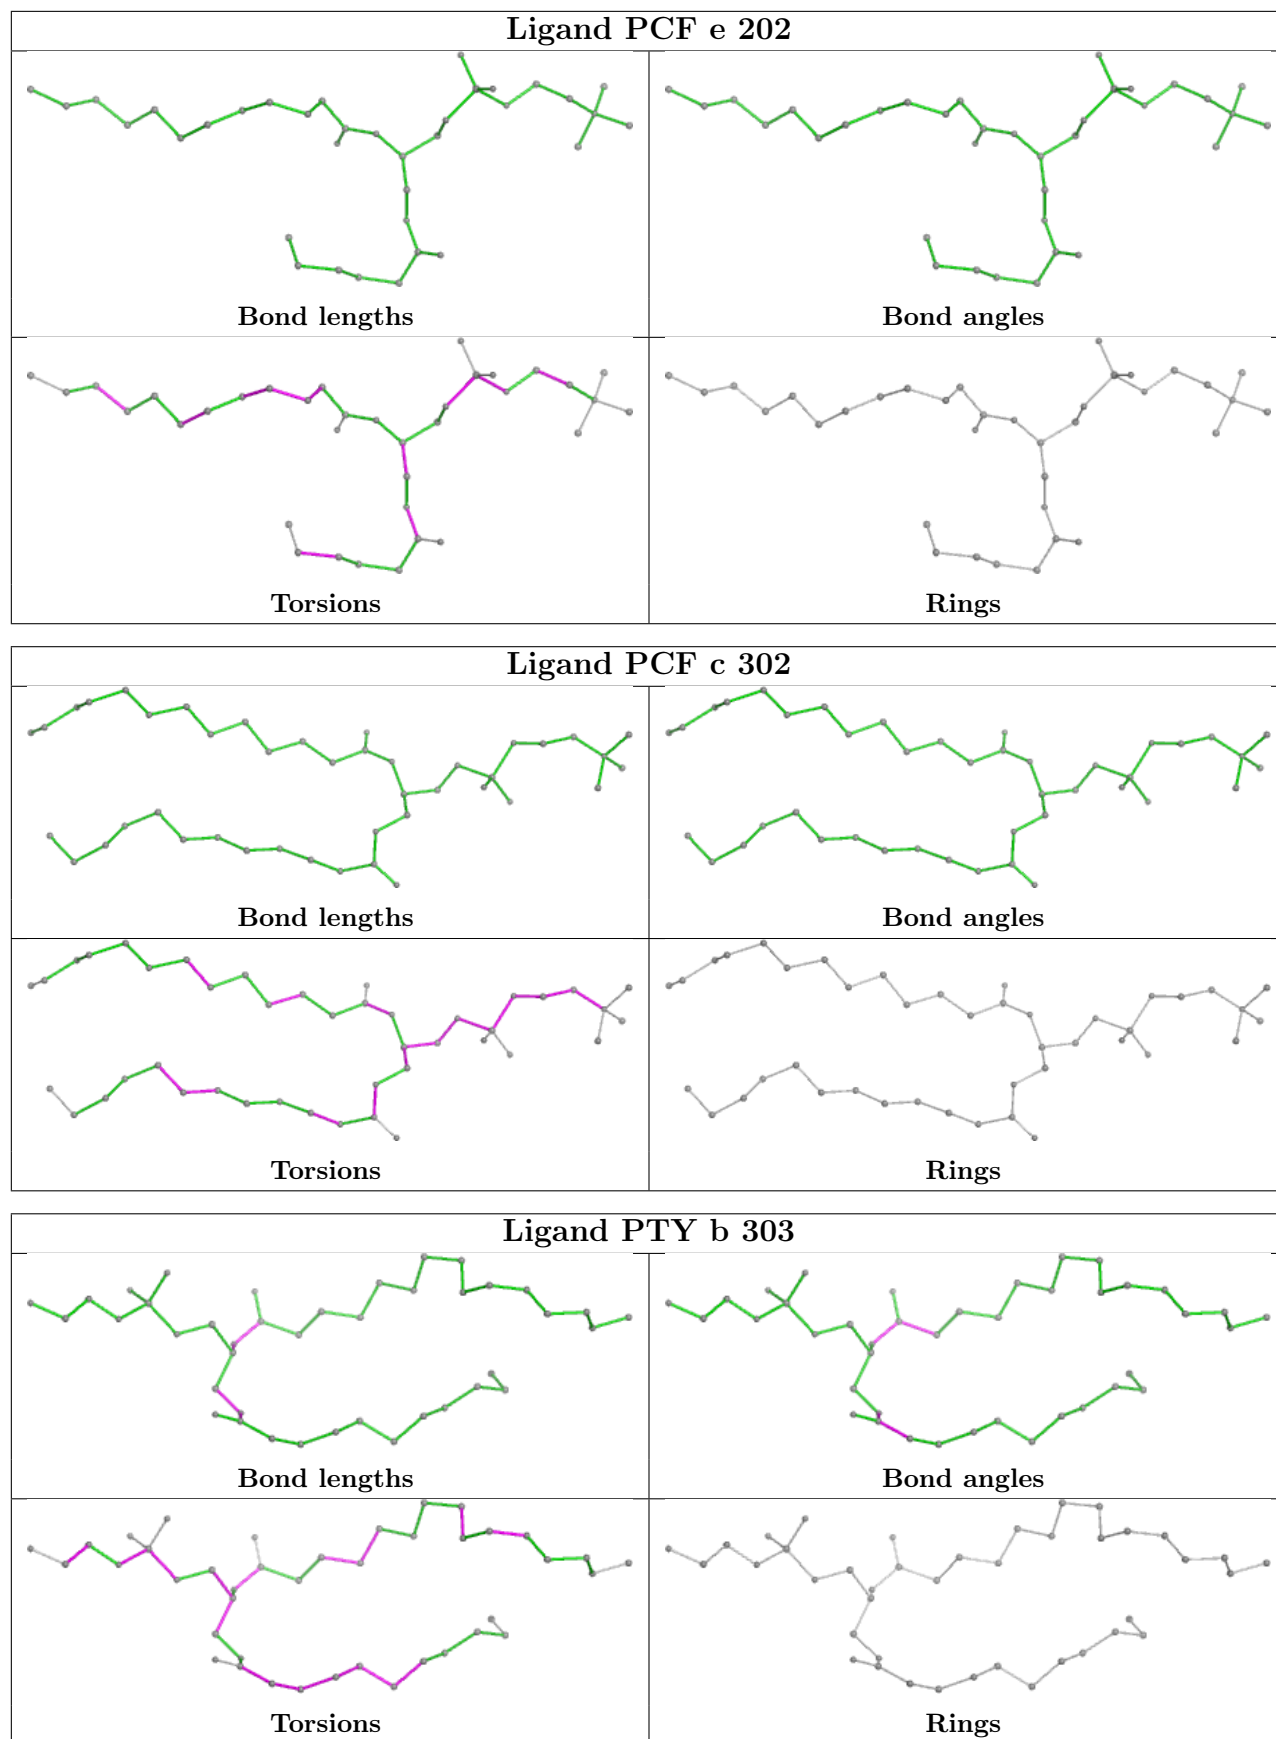 Ligand PCF e 202
Bond lengths
Bond angles
Torsions
Rings
Ligand PCF c 302
Bond lengths
Bond angles
Torsions
Rings
Ligand PTY b 303
Bond lengths
Bond angles
Torsions
Rings